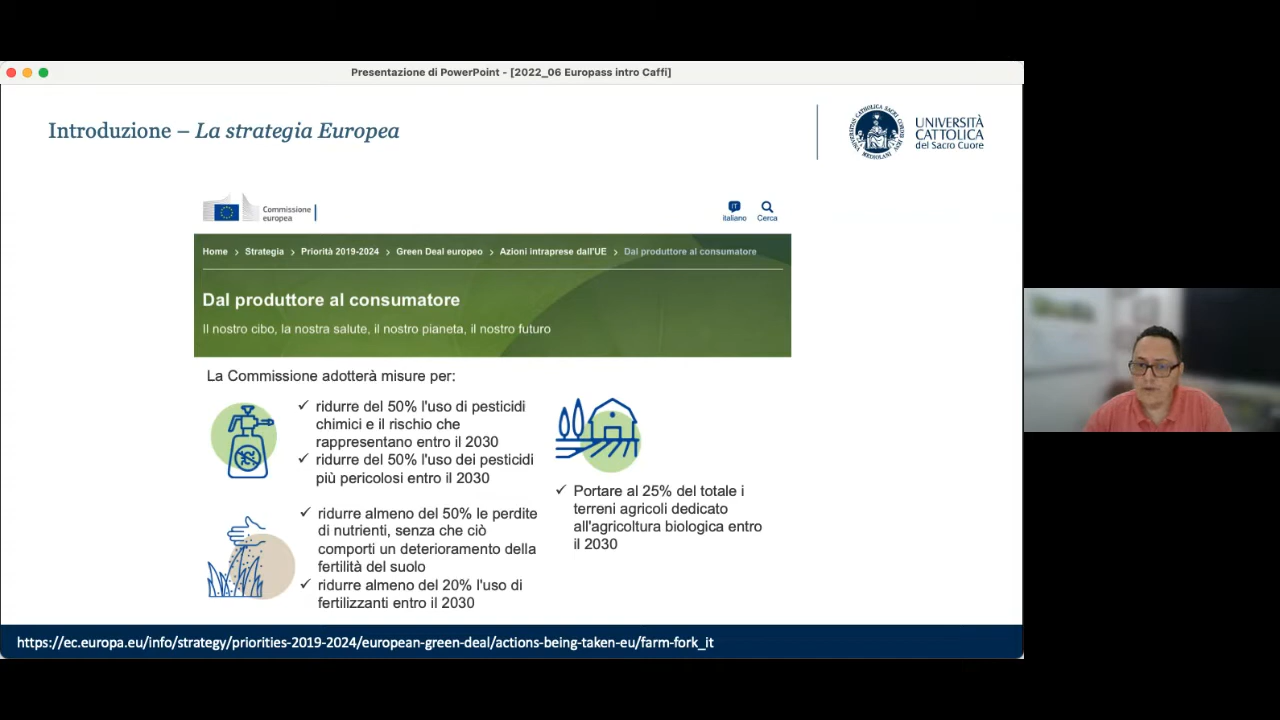 Presentazione di PowerPoint - [2022_06 Europass intro Caffi]
Introduzione – La strategia Europea
UNIVERSITÀ
CATTOLICA
del Sacro Cuore
Commissione
europea
IT
italiano
Cerca
Home > Strategia > Priorità 2019-2024 > Green Deal europeo > Azioni intraprese dall'UE > Dal produttore al consumatore
Dal produttore al consumatore
Il nostro cibo, la nostra salute, il nostro pianeta, il nostro futuro
La Commissione adotterà misure per:
✓ ridurre del 50% l'uso di pesticidi
chimici e il rischio che
rappresentano entro il 2030
✓ ridurre del 50% l'uso dei pesticidi
più pericolosi entro il 2030
✓ ridurre almeno del 50% le perdite
di nutrienti, senza che ciò
comporti un deterioramento della
fertilità del suolo
✓ ridurre almeno del 20% l'uso di
fertilizzanti entro il 2030
✓ Portare al 25% del totale i
terreni agricoli dedicato
all'agricoltura biologica entro
il 2030
https://ec.europa.eu/info/strategy/priorities-2019-2024/european-green-deal/actions-being-taken-eu/farm-fork_it